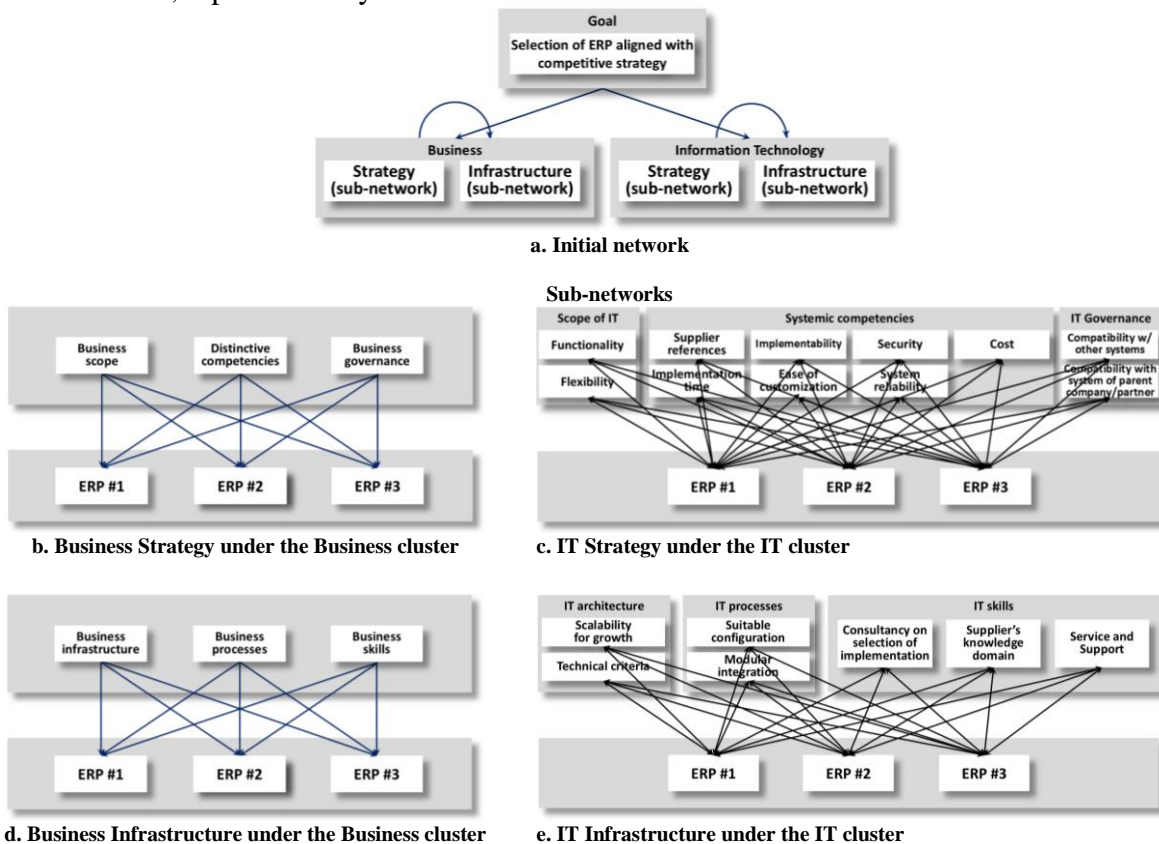 Goal
Selection of ERP aligned with
competitive strategy
Business
Strategy
(sub-network)
Infrastructure
(sub-network)
Information Technology
Strategy
(sub-network)
Infrastructure
(sub-network)
a. Initial network
Sub-networks
Business
scope
Distinctive
competencies
Business
governance
ERP #1
ERP #2
ERP #3
b. Business Strategy under the Business cluster
Scope of IT
Functionality
Flexibility
Systemic competencies
Supplier
references
Implementability
Security
Cost
Implementation
time
Ease of
customization
System
reliability
IT Governance
Compatibility w/
other systems
Compatibility with
system of parent
company/partner
ERP #1
ERP #2
ERP #3
c. IT Strategy under the IT cluster
Business
infrastructure
Business
processes
Business
skills
ERP #1
ERP #2
ERP #3
d. Business Infrastructure under the Business cluster
IT architecture
Scalability
for growth
Technical criteria
IT processes
Suitable
configuration
Modular
integration
IT skills
Consultancy on
selection of
implementation
Supplier's
knowledge
domain
Service and
Support
ERP #1
ERP #2
ERP #3
e. IT Infrastructure under the IT cluster